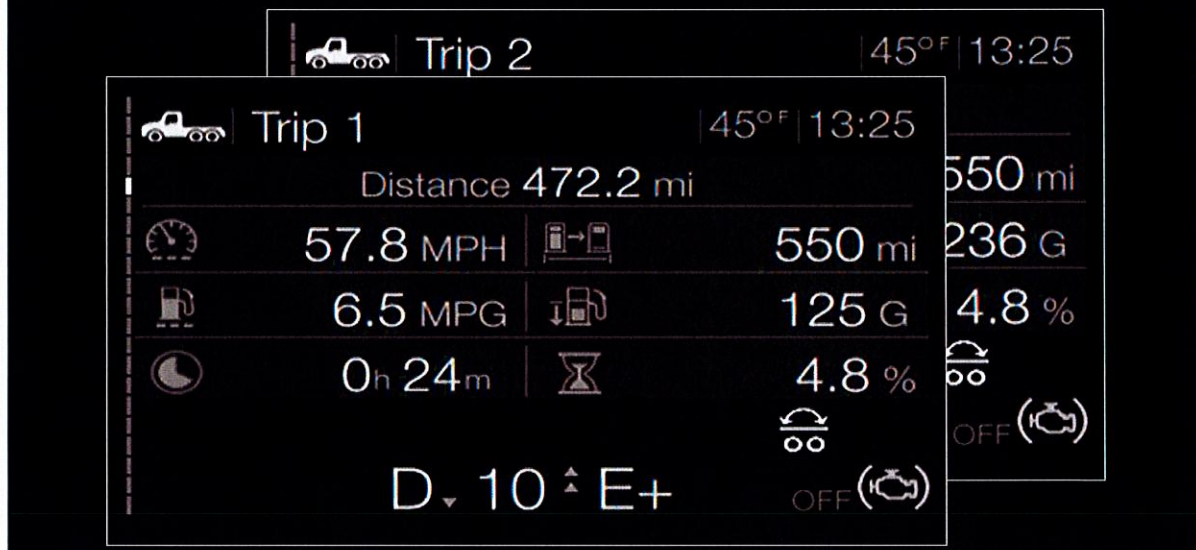 Trip 2 45°F 13:25
550 mi
236 G
4.8 %
OFF
Trip 1 45°F 13:25
Distance 472.2 mi
57.8 MPH 550 mi
6.5 MPG 125 G
0h 24m 4.8 %
D 10 E+ OFF